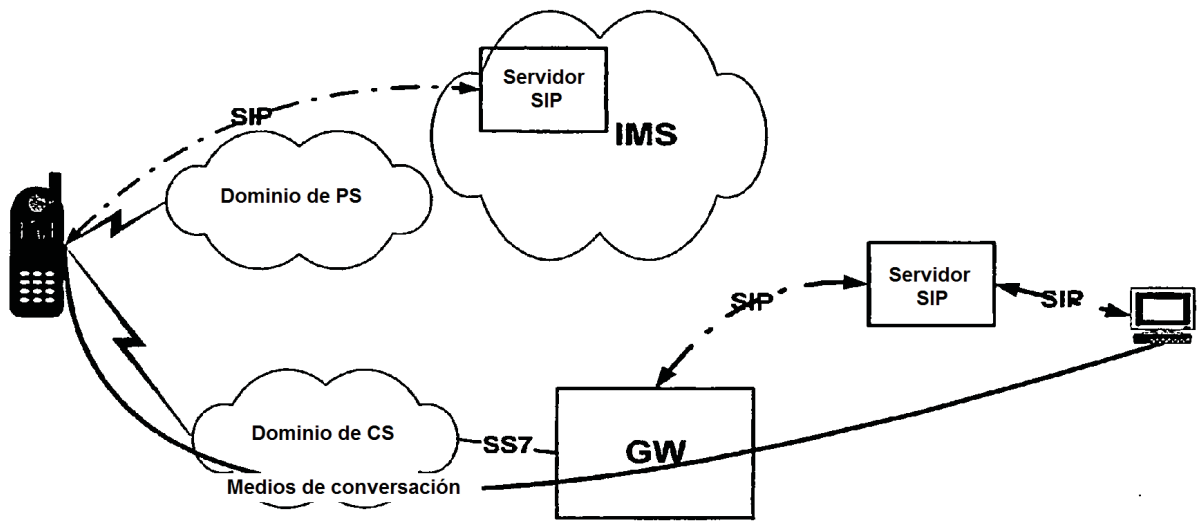 Servidor
SIP
IMS
SIP
Dominio de PS
Servidor
SIP
SIP
SIP
Dominio de CS
SS7
GW
Medios de conversación